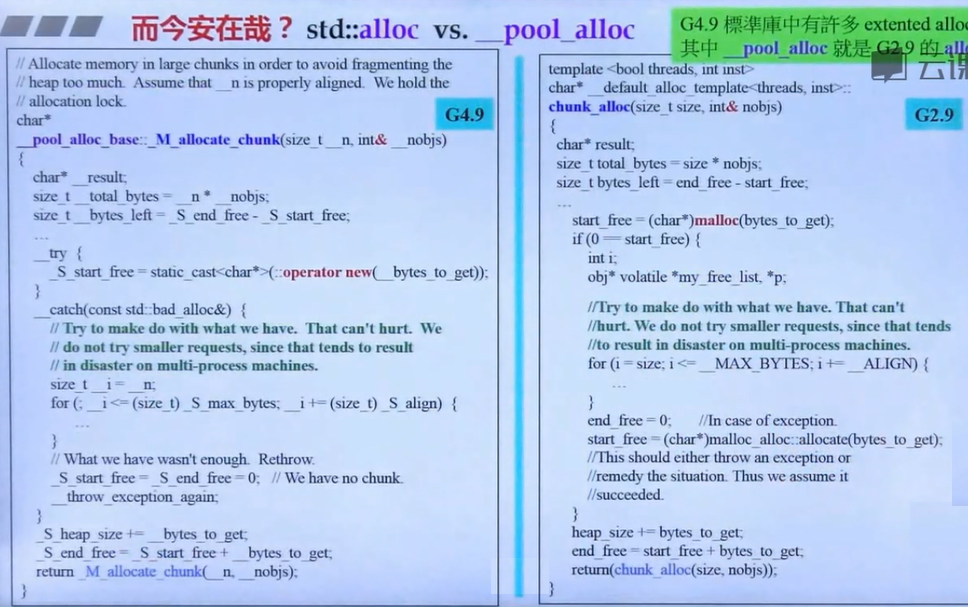 而今安在哉？ std::alloc vs. __pool_alloc
G4.9 標準庫中有許多 extented
其中 __pool_alloc 就是 G2.9 的
云课
// Allocate memory in large chunks in order to avoid fragmenting the
// heap too much. Assume that __n is properly aligned. We hold the
// allocation lock.
G4.9
char*
__pool_alloc_base::_M_allocate_chunk(size_t __n, int& __nobjs)
{
char* __result;
size_t __total_bytes = __n * __nobjs;
size_t __bytes_left = _S_end_free - _S_start_free;
...
__try {
_S_start_free = static_cast<char*>(::operator new(__bytes_to_get));
}
__catch(const std::bad_alloc&) {
// Try to make do with what we have. That can't hurt. We
// do not try smaller requests, since that tends to result
// in disaster on multi-process machines.
size_t __i = __n;
for (; __i <= (size_t) _S_max_bytes; __i += (size_t) _S_align) {
...
}
// What we have wasn't enough. Rethrow.
_S_start_free = _S_end_free = 0; // We have no chunk.
__throw_exception_again;
}
_S_heap_size += __bytes_to_get;
_S_end_free = _S_start_free + __bytes_to_get;
return _M_allocate_chunk(__n, __nobjs);
}
template <bool threads, int inst>
char* __default_alloc_template<threads, inst>::
chunk_alloc(size_t size, int& nobjs)
G2.9
{
char* result;
size_t total_bytes = size * nobjs;
size_t bytes_left = end_free - start_free;
...
start_free = (char*)malloc(bytes_to_get);
if (0 == start_free) {
int i;
obj* volatile *my_free_list, *p;
//Try to make do with what we have. That can't
//hurt. We do not try smaller requests, since that tends
//to result in disaster on multi-process machines.
for (i = size; i <= __MAX_BYTES; i += __ALIGN) {
...
}
end_free = 0; //In case of exception.
start_free = (char*)malloc_alloc::allocate(bytes_to_get);
//This should either throw an exception or
//remedy the situation. Thus we assume it
//succeeded.
}
heap_size += bytes_to_get;
end_free = start_free + bytes_to_get;
return(chunk_alloc(size, nobjs));
}